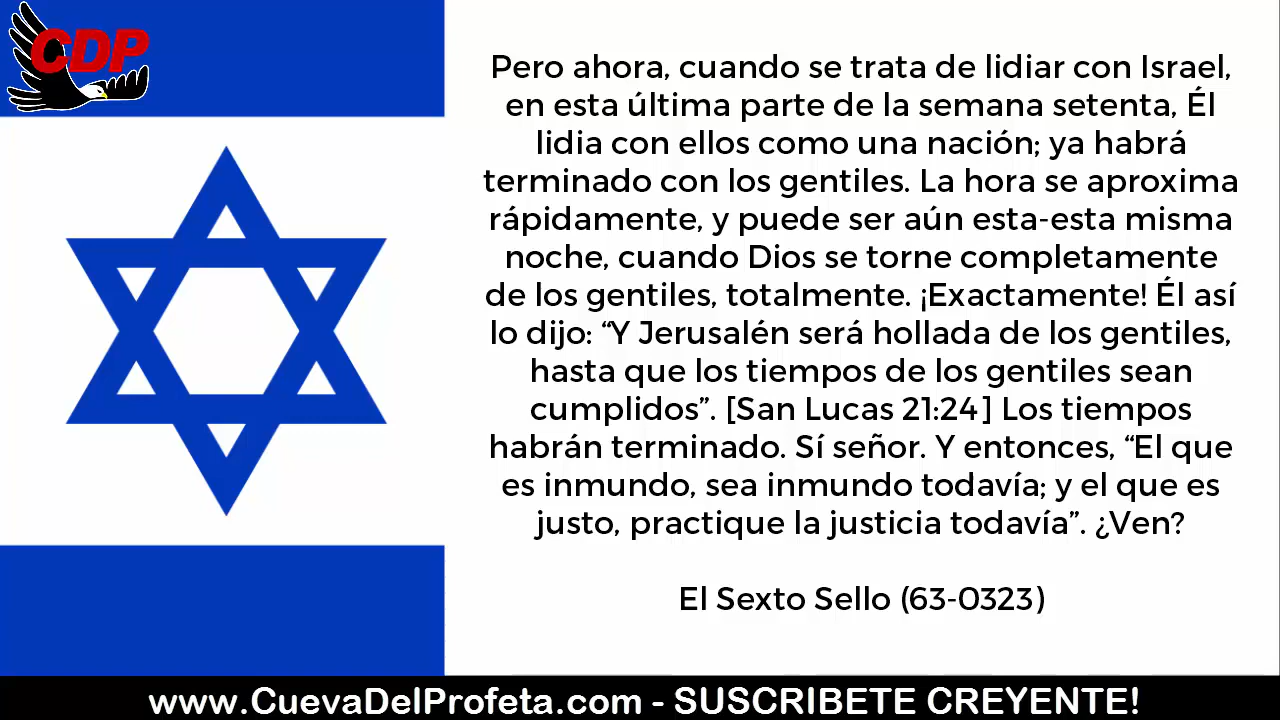 CDP
Pero ahora, cuando se trata de lidiar con Israel,
en esta última parte de la semana setenta, Él
lidia con ellos como una nación; ya habrá
terminado con los gentiles. La hora se aproxima
rápidamente, y puede ser aún esta-esta misma
noche, cuando Dios se torne completamente
de los gentiles, totalmente. ¡Exactamente! Él así
lo dijo: “Y Jerusalén será hollada de los gentiles,
hasta que los tiempos de los gentiles sean
cumplidos”. [San Lucas 21:24] Los tiempos
habrán terminado. Sí señor. Y entonces, “El que
es inmundo, sea inmundo todavía; y el que es
justo, practique la justicia todavía”. ¿Ven?
El Sexto Sello (63-0323)
www.CuevaDelProfeta.com - SUSCRIBETE CREYENTE!